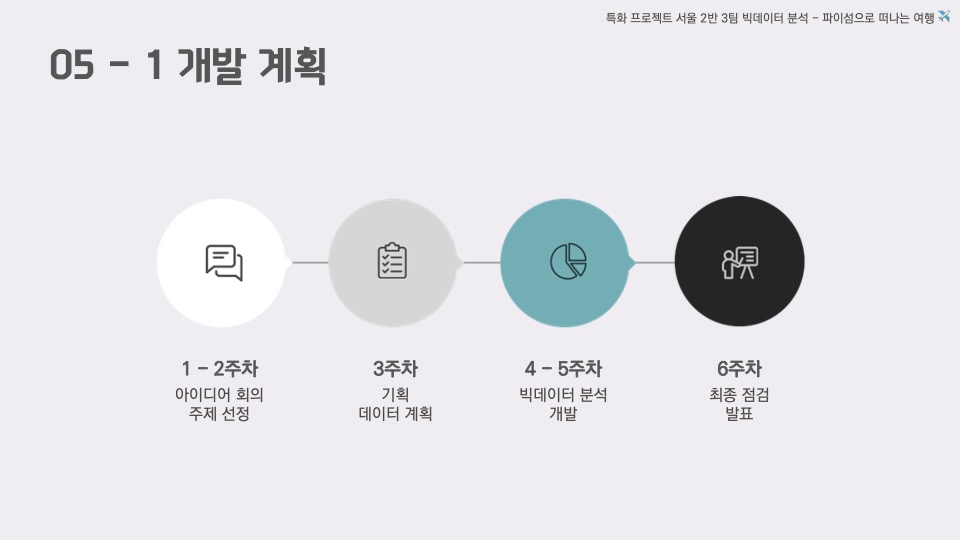 특화 프로젝트 서울 2반 3팀 빅데이터 분석 - 파이썸으로 떠나는 여행 ✈️
05 - 1 개발 계획
1 - 2주차
아이디어 회의
주제 선정
3주차
기획
데이터 계획
4 - 5주차
빅데이터 분석
개발
6주차
최종 점검
발표